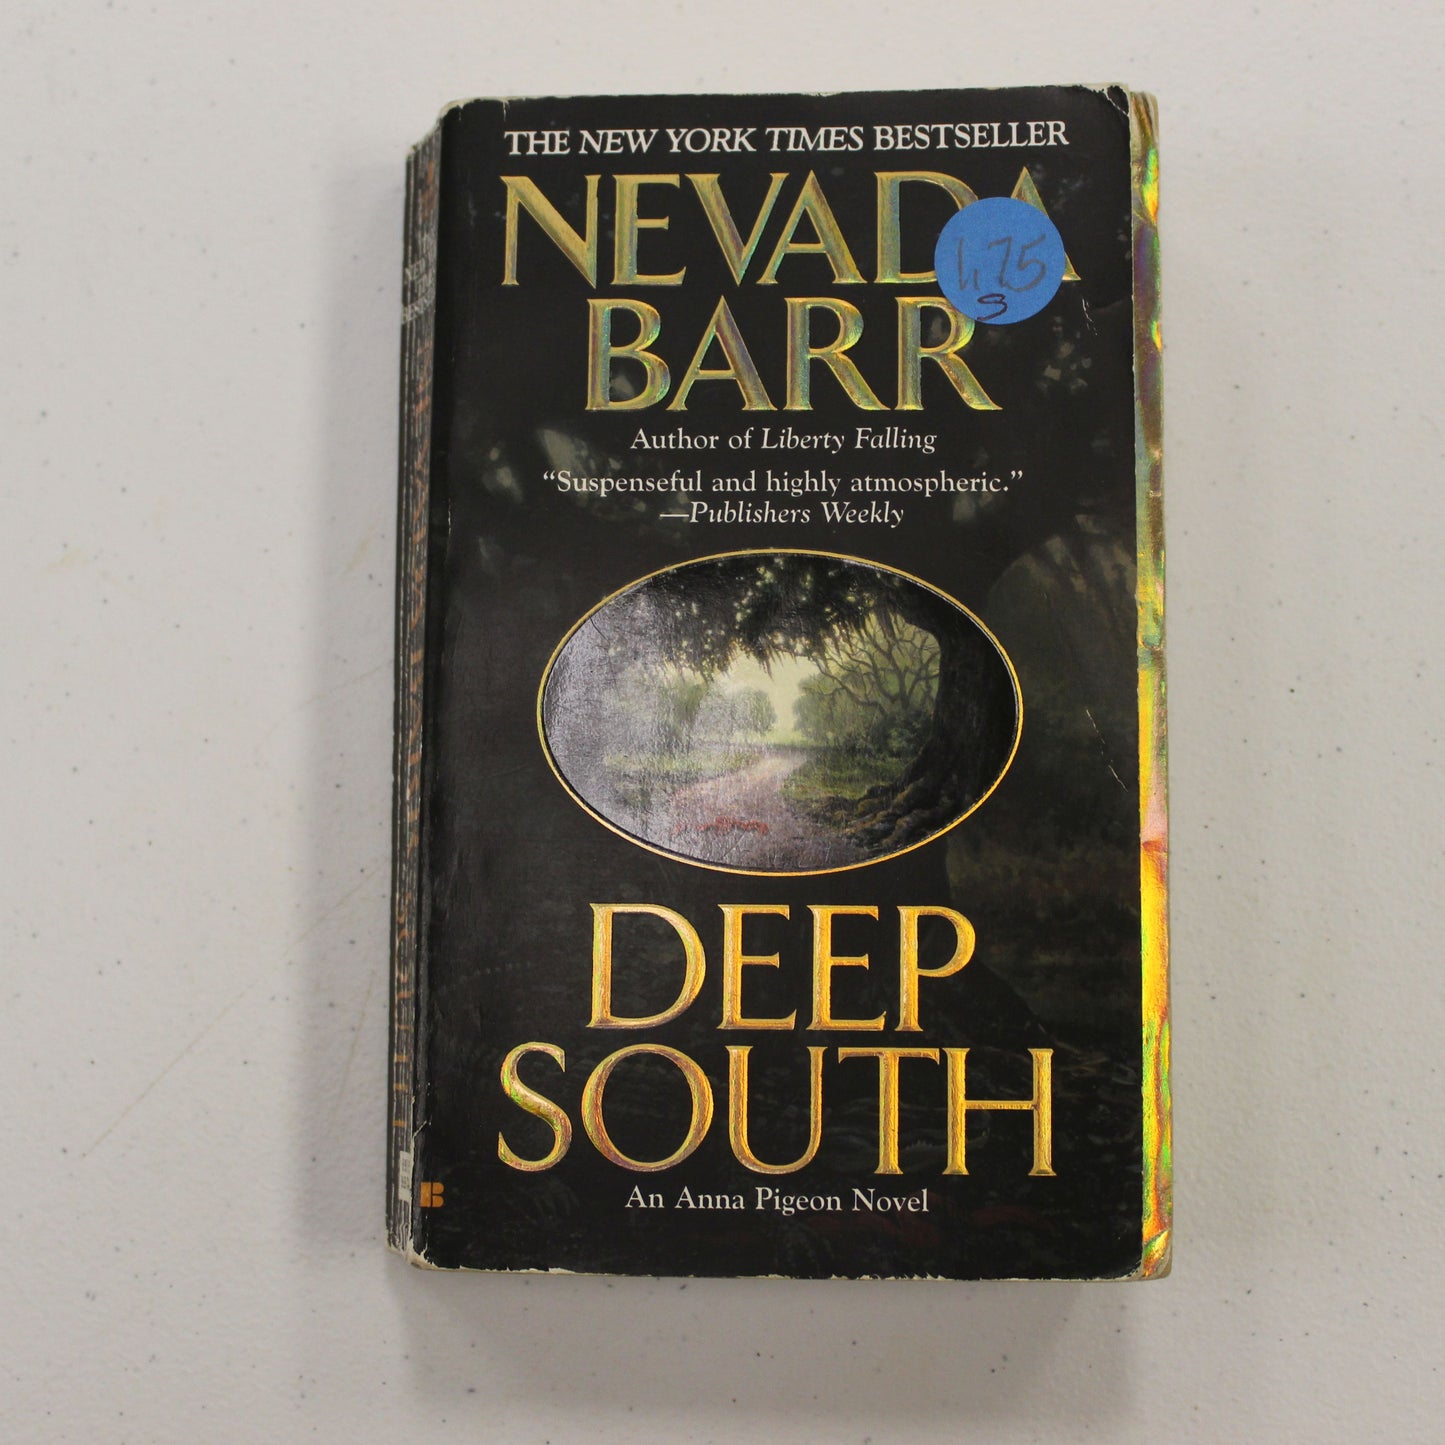 THE NEW YORK TIMES BESTSELLER
NEVADA
BARR
1.75
S
Author of Liberty Falling
“Suspenseful and highly atmospheric.”
—Publishers Weekly
DEEP
SOUTH
An Anna Pigeon Novel
B